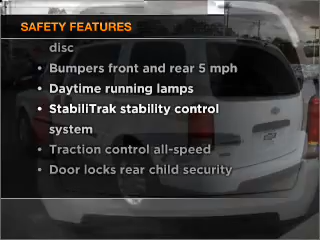 SAFETY FEATURES
disc
• Bumpers front and rear 5 mph
• Daytime running lamps
• StabiliTrak stability control
system
• Traction control all-speed
• Door locks rear child security